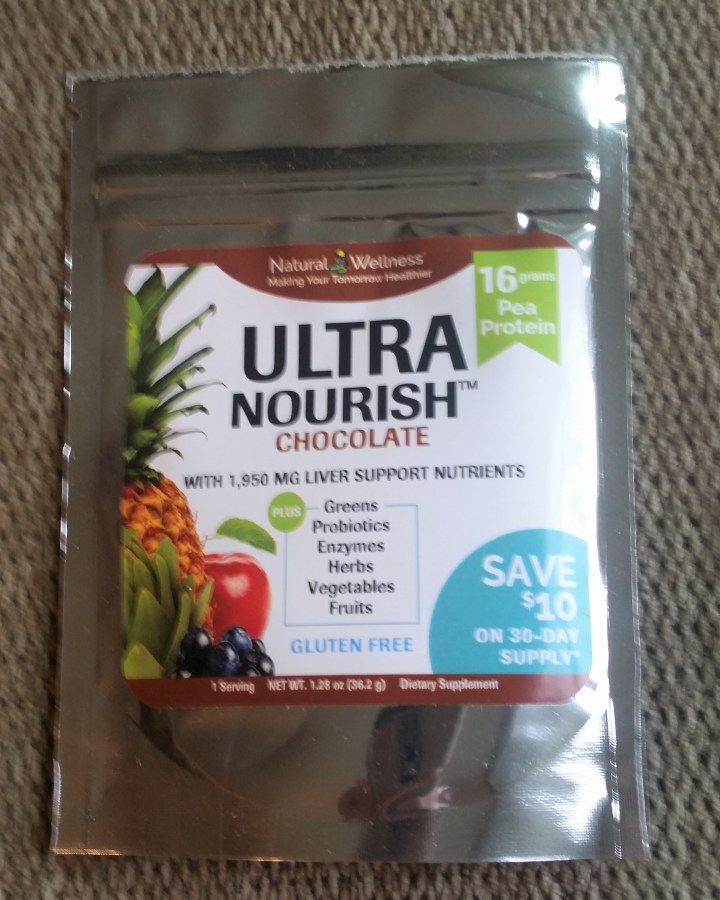 Natural Wellness
Making Your Tomorrow Healthier
16 grams
Pea
Protein
ULTRA
NOURISH™
CHOCOLATE
WITH 1,950 MG LIVER SUPPORT NUTRIENTS
PLUS
Greens
Probiotics
Enzymes
Herbs
Vegetables
Fruits
GLUTEN FREE
SAVE
$10
ON 30-DAY
SUPPLY*
1 Serving NET WT. 1.28 oz (36.2 g) Dietary Supplement